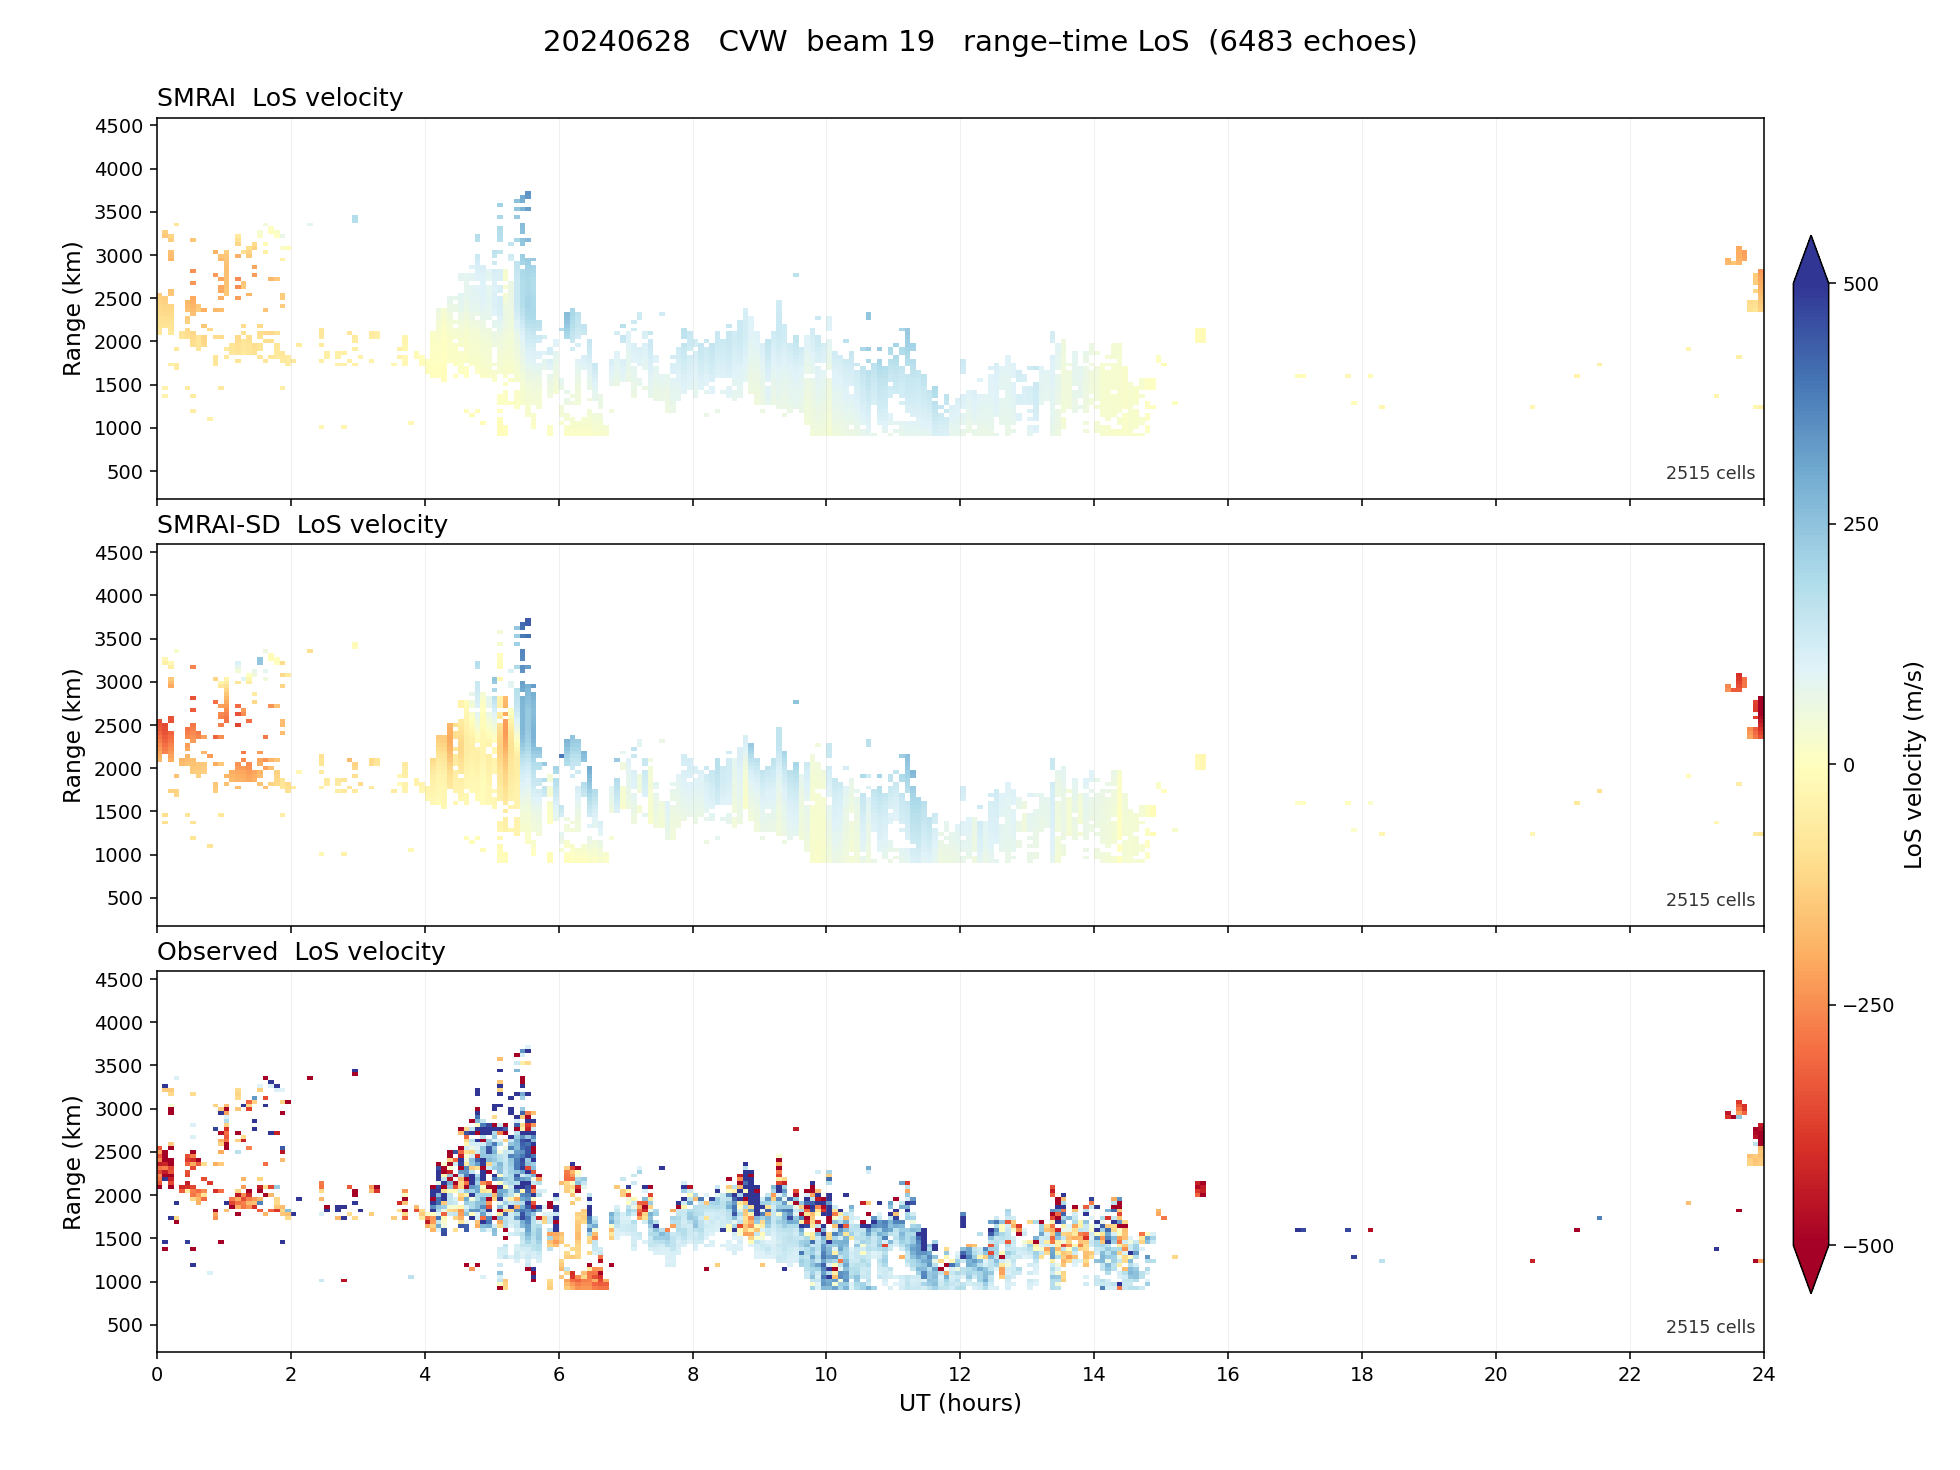 20240628   CVW  beam 19   range–time LoS  (6483 echoes)
SMRAI  LoS velocity
4500
4000
3500
3000
2500
2000
1500
1000
500
Range (km)
2515 cells
SMRAI-SD  LoS velocity
4500
4000
3500
3000
2500
2000
1500
1000
500
Range (km)
2515 cells
Observed  LoS velocity
4500
4000
3500
3000
2500
2000
1500
1000
500
Range (km)
2515 cells
0 2 4 6 8 10 12 14 16 18 20 22 24
UT (hours)
500
250
0
−250
−500
LoS velocity (m/s)